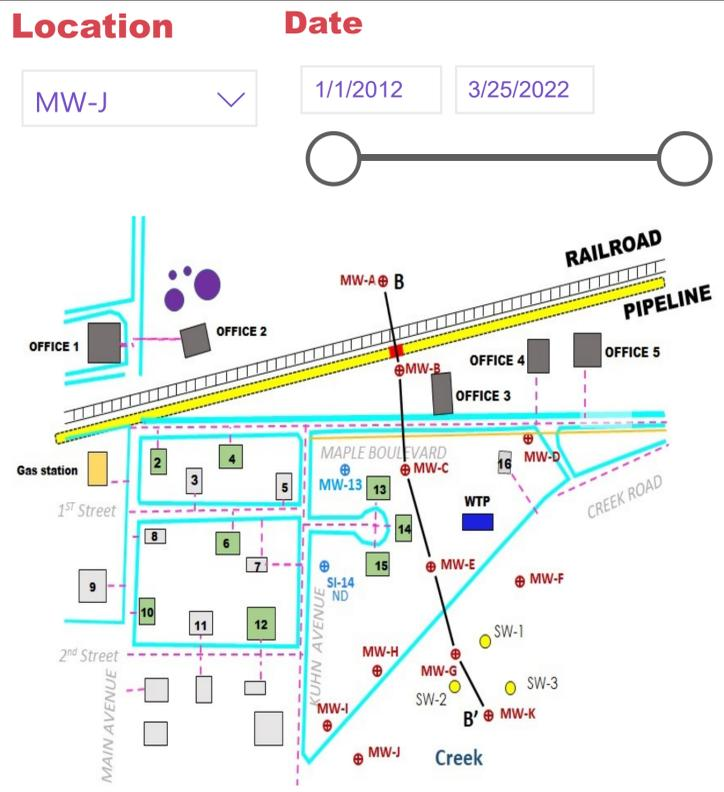 Location
Date
MW-J
1/1/2012
3/25/2022
RAILROAD
MW-A
B
PIPELINE
OFFICE 1
OFFICE 2
OFFICE 4
OFFICE 5
MW-B
OFFICE 3
MAPLE BOULEVARD
MW-D
Gas station
2
4
MW-C
16
MW-13
3
5
13
CREEK ROAD
1ST Street
WTP
8
6
14
7
15
MW-E
MW-F
9
SI-14
ND
10
11
12
KUHN AVENUE
SW-1
2nd Street
MW-H
MW-G
SW-2
SW-3
MAIN AVENUE
MW-I
B'
MW-K
MW-J
Creek